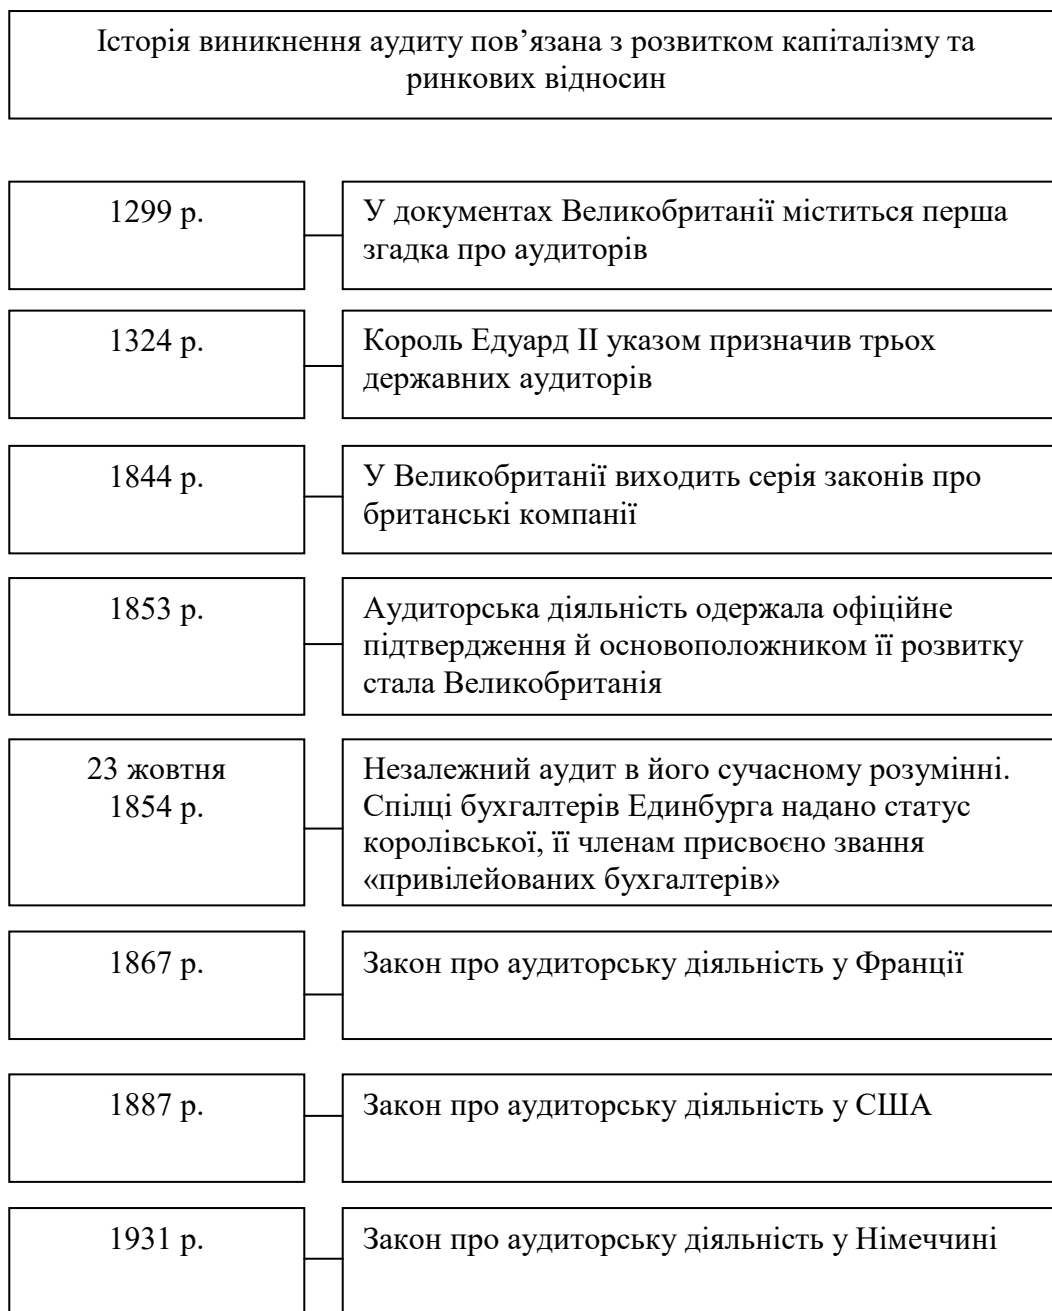 Історія виникнення аудиту пов’язана з розвитком капіталізму та
ринкових відносин
1299 р.
У документах Великобританії міститься перша
згадка про аудиторів
1324 р.
Король Едуард ІІ указом призначив трьох
державних аудиторів
1844 р.
У Великобританії виходить серія законів про
британські компанії
1853 р.
Аудиторська діяльність одержала офіційне
підтвердження й основоположником її розвитку
стала Великобританія
23 жовтня
1854 р.
Незалежний аудит в його сучасному розумінні.
Спілці бухгалтерів Единбурга надано статус
королівської, її членам присвоєно звання
«привілейованих бухгалтерів»
1867 р.
Закон про аудиторську діяльність у Франції
1887 р.
Закон про аудиторську діяльність у США
1931 р.
Закон про аудиторську діяльність у Німеччині